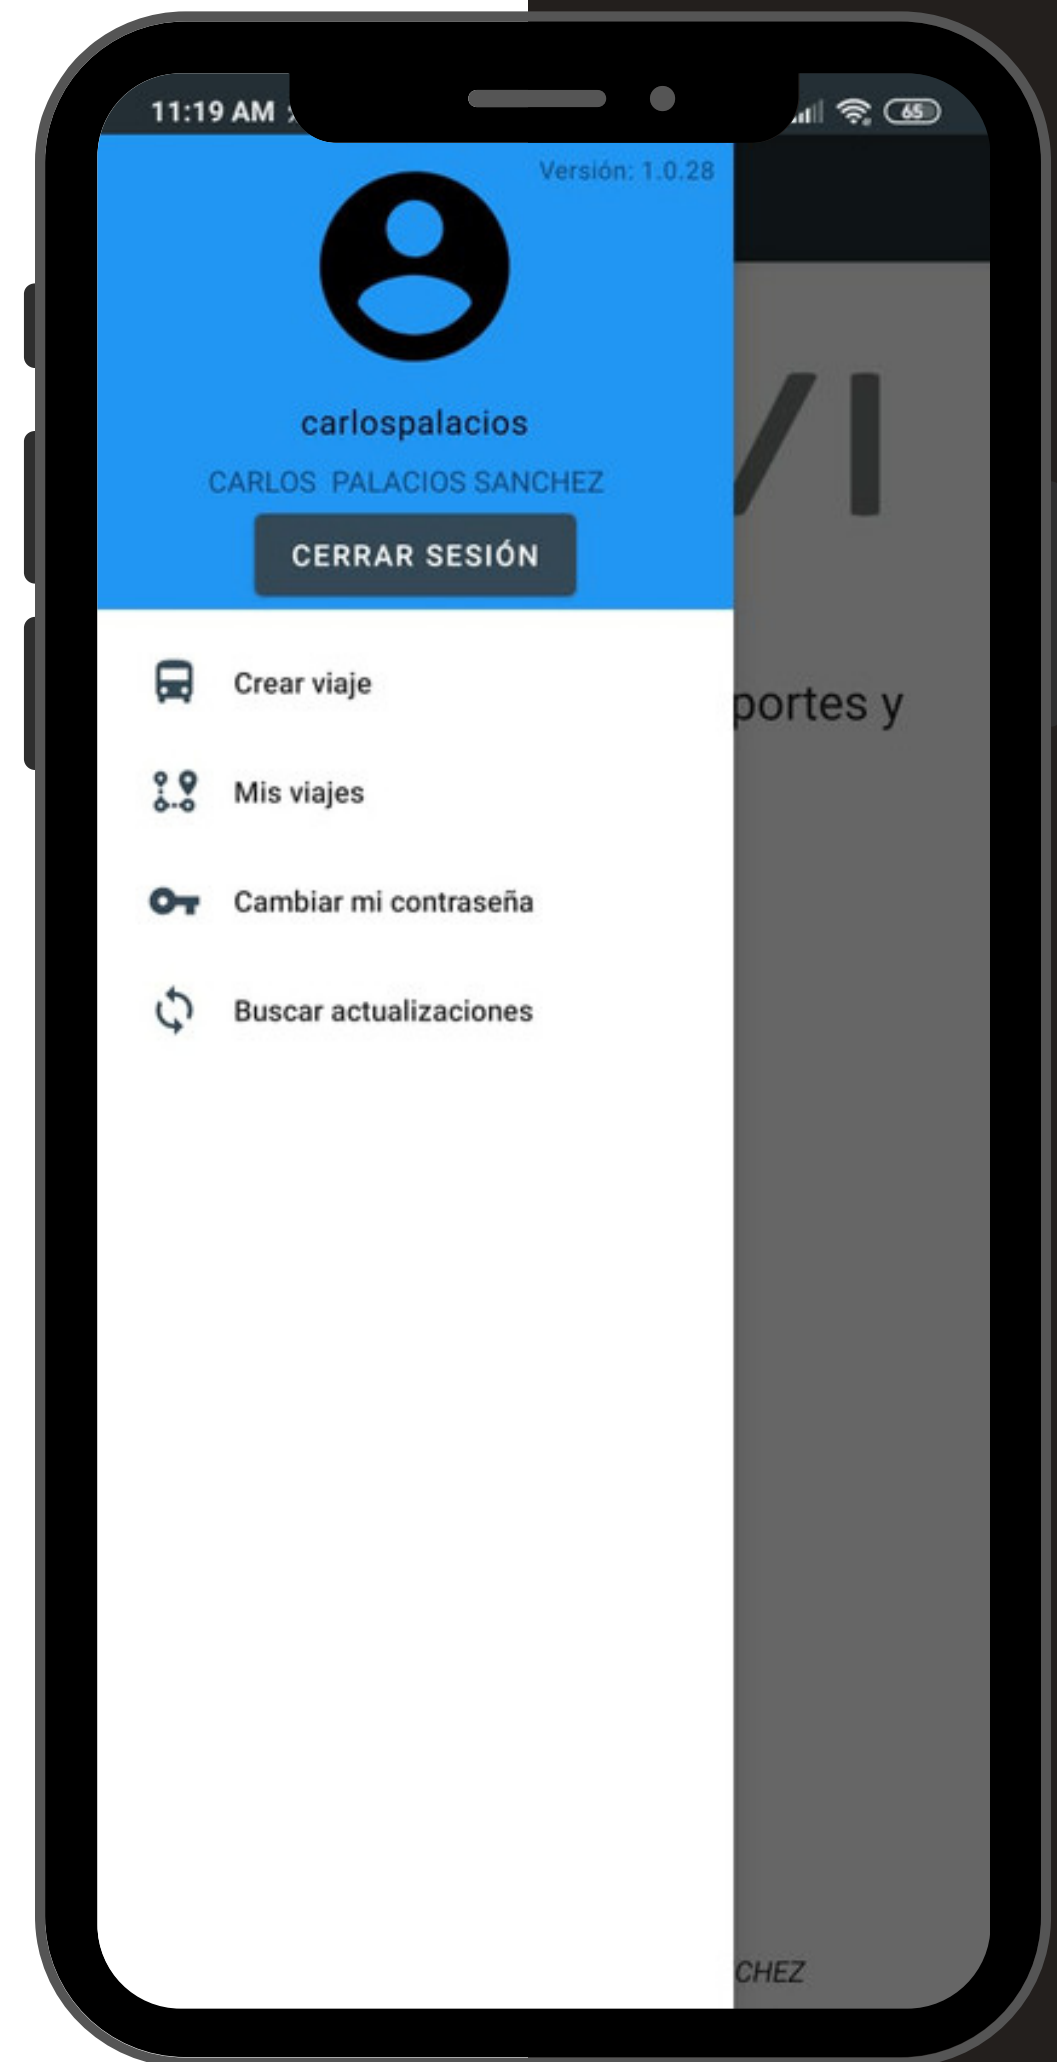 11:19 AM
65
Versión: 1.0.28
carlospalacios
CARLOS  PALACIOS SANCHEZ
CERRAR SESIÓN
Crear viaje
portes y
Mis viajes
Cambiar mi contraseña
Buscar actualizaciones
CHEZ